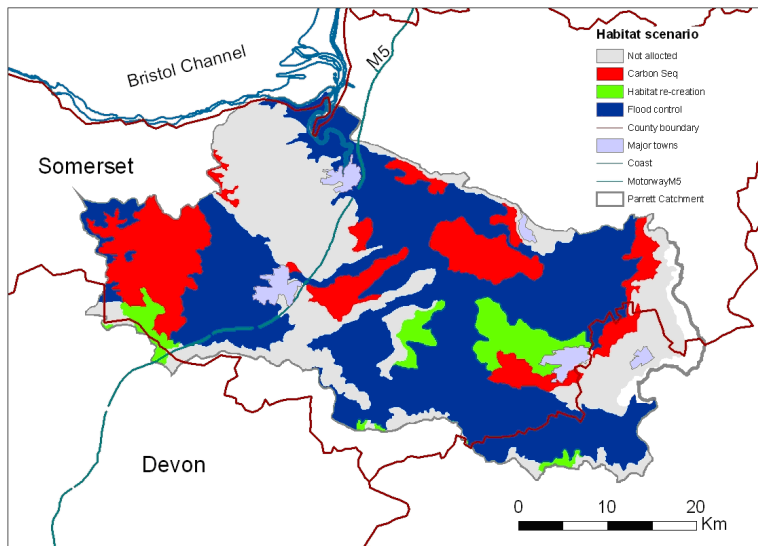 Bristol Channel
M5
Habitat scenario
Not allocted
Carbon Seq
Habitat re-creation
Flood control
County boundary
Major towns
Coast
MotorwayM5
Parrett Catchment
Somerset
Devon
0 10 20
Km